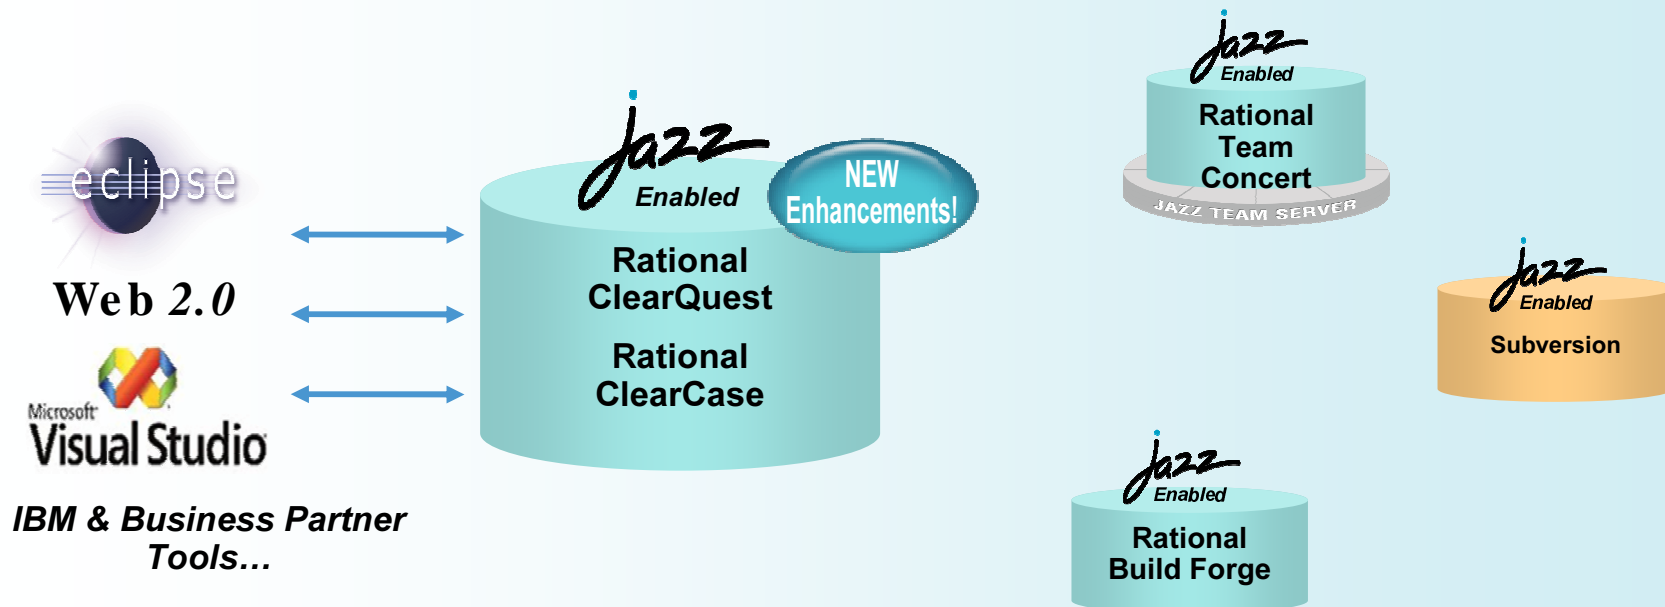 eclipse
Web 2.0
Microsoft
Visual Studio
IBM & Business Partner
Tools...
jazz
Enabled
NEW
Enhancements!
Rational
ClearQuest
Rational
ClearCase
jazz
Enabled
Rational
Team
Concert
JAZZ TEAM SERVER
jazz
Enabled
Subversion
jazz
Enabled
Rational
Build Forge